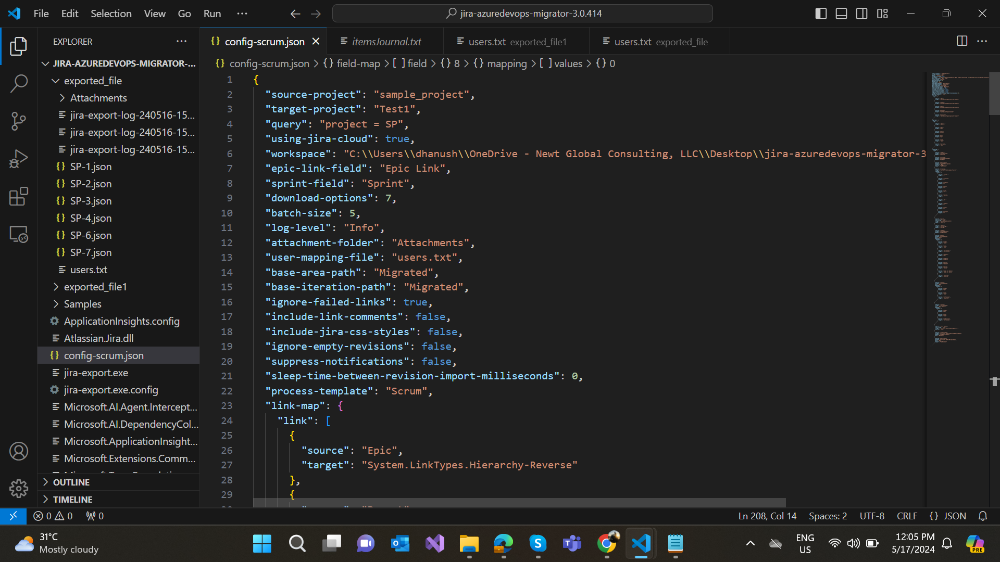 File Edit Selection View Go Run ··· jira-azuredevops-migrator-3.0.414
EXPLORER ···
config-scrum.json itemsJournal.txt users.txt exported_file1 users.txt exported_file
config-scrum.json > {} field-map > [ ] field > {} 8 > {} mapping > [ ] values > {} 0
JIRA-AZUREDEVOPS-MIGRATOR-...
exported_file
Attachments
jira-export-log-240516-15...
jira-export-log-240516-15...
jira-export-log-240516-15...
SP-1.json
SP-2.json
SP-3.json
SP-4.json
SP-6.json
SP-7.json
users.txt
exported_file1
Samples
ApplicationInsights.config
Atlassian.Jira.dll
config-scrum.json
jira-export.exe
jira-export.exe.config
Microsoft.AI.Agent.Intercept...
Microsoft.AI.DependencyCol...
Microsoft.ApplicationInsight...
Microsoft.Extensions.Comm...
OUTLINE
TIMELINE
1 {
2 "source-project": "sample_project",
3 "target-project": "Test1",
4 "query": "project = SP",
5 "using-jira-cloud": true,
6 "workspace": "C:\\Users\\dhanush\\OneDrive - Newt Global Consulting, LLC\\Desktop\\jira-azuredevops-migrator-3
7 "epic-link-field": "Epic Link",
8 "sprint-field": "Sprint",
9 "download-options": 7,
10 "batch-size": 5,
11 "log-level": "Info",
12 "attachment-folder": "Attachments",
13 "user-mapping-file": "users.txt",
14 "base-area-path": "Migrated",
15 "base-iteration-path": "Migrated",
16 "ignore-failed-links": true,
17 "include-link-comments": false,
18 "include-jira-css-styles": false,
19 "ignore-empty-revisions": false,
20 "suppress-notifications": false,
21 "sleep-time-between-revision-import-milliseconds": 0,
22 "process-template": "Scrum",
23 "link-map": {
24 "link": [
25 {
26 "source": "Epic",
27 "target": "System.LinkTypes.Hierarchy-Reverse"
28 },
29 {
0 0 0 Ln 208, Col 14 Spaces: 2 UTF-8 CRLF {} JSON
31°C
Mostly cloudy
ENG
US
12:05 PM
5/17/2024
PRE